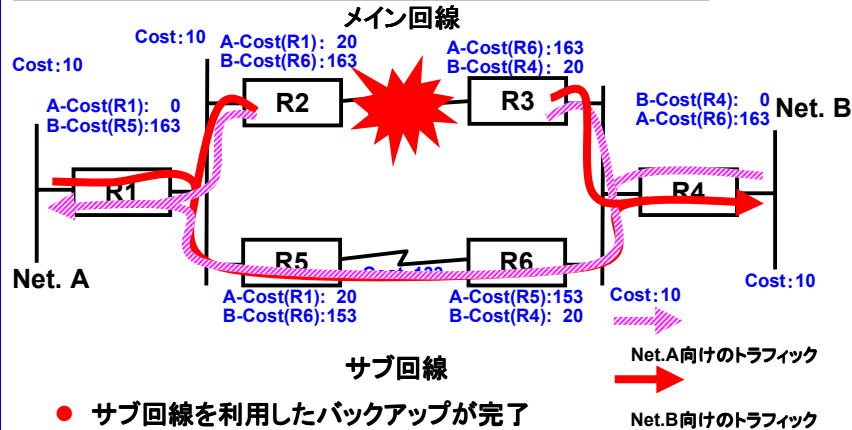 メイン回線
Cost:10
A-Cost(R1): 20
B-Cost(R6):163
A-Cost(R6):163
B-Cost(R4): 20
Cost:10
A-Cost(R1): 0
B-Cost(R5):163
R2
R3
B-Cost(R4): 0
A-Cost(R6):163
Net. B
R1
R4
R5
R6
Net. A
A-Cost(R1): 20
B-Cost(R6):153
A-Cost(R5):153
B-Cost(R4): 20
Cost:10
Cost:10
Net.A向けのトラフィック
サブ回線
● サブ回線を利用したバックアップが完了
Net.B向けのトラフィック